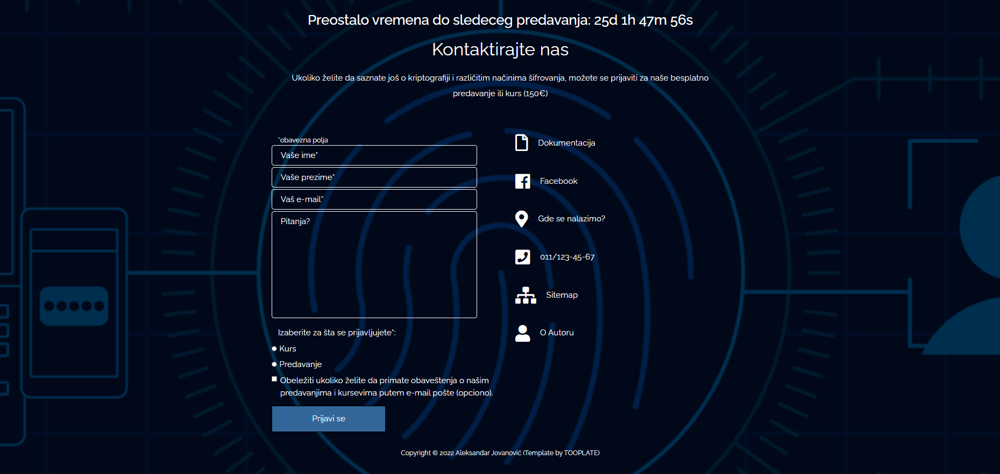 Preostalo vremena do sledeceg predavanja: 25d 1h 47m 56s
Kontaktirajte nas
Ukoliko želite da saznate još o kriptografiji i različitim načinima šifrovanja, možete se prijaviti za naše besplatno
predavanje ili kurs (150€)
*obavezna polja
Vaše ime*
Vaše prezime*
Vaš e-mail*
Pitanja?
Izaberite za šta se prijavljujete*:
Kurs
Predavanje
Obeležiti ukoliko želite da primate obaveštenja o našim
predavanjima i kursevima putem e-mail pošte (opciono).
Prijavi se
Dokumentacija
Facebook
Gde se nalazimo?
011/123-45-67
Sitemap
O Autoru
Copyright © 2022 Aleksandar Jovanović (Template by TOOPLATE)